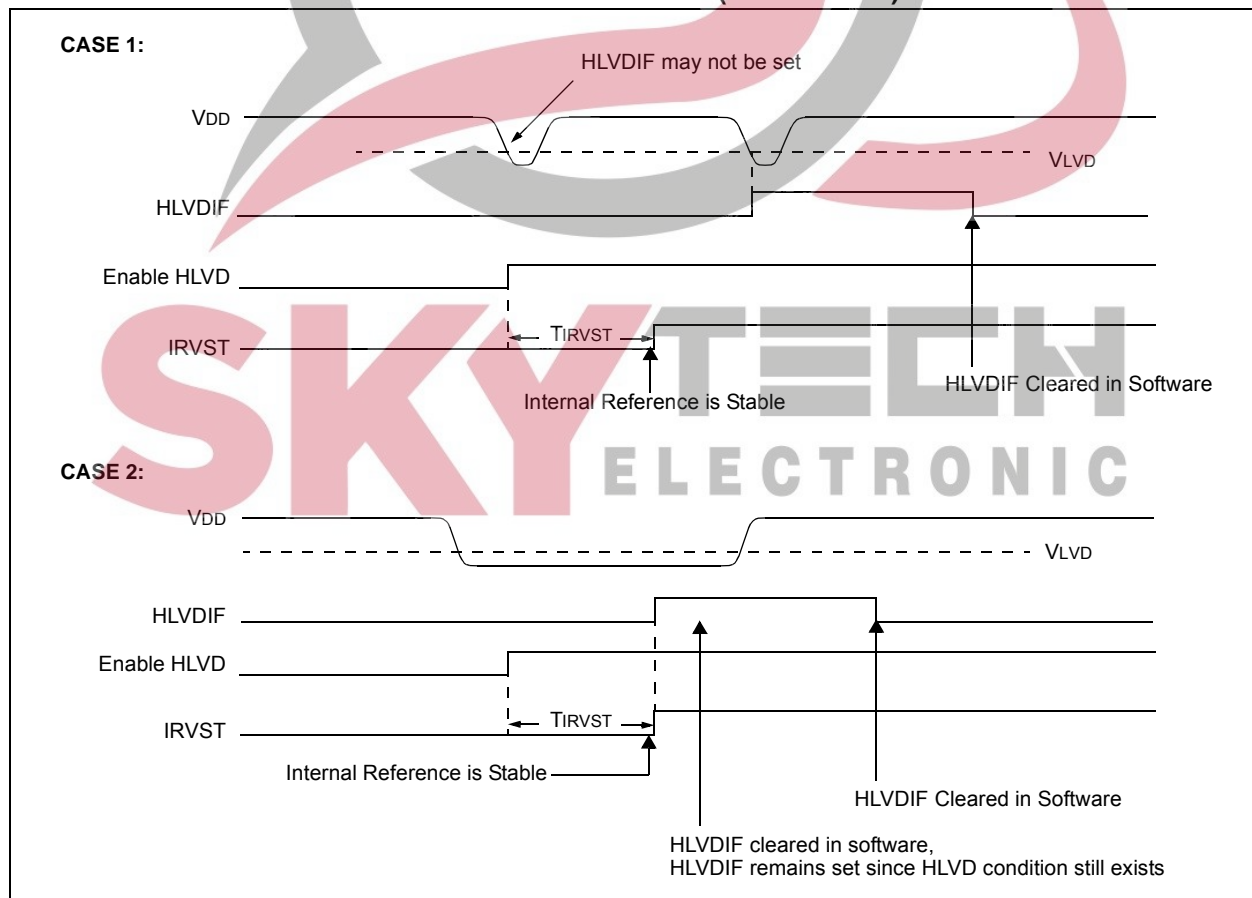 CASE 1:
HLVDIF may not be set
VDD
VLVD
HLVDIF
Enable HLVD
TIRVST
IRVST
HLVDIF Cleared in Software
Internal Reference is Stable
SKYTECH
ELECTRONIC
CASE 2:
VDD
VLVD
HLVDIF
Enable HLVD
TIRVST
IRVST
Internal Reference is Stable
HLVDIF Cleared in Software
HLVDIF cleared in software,
HLVDIF remains set since HLVD condition still exists